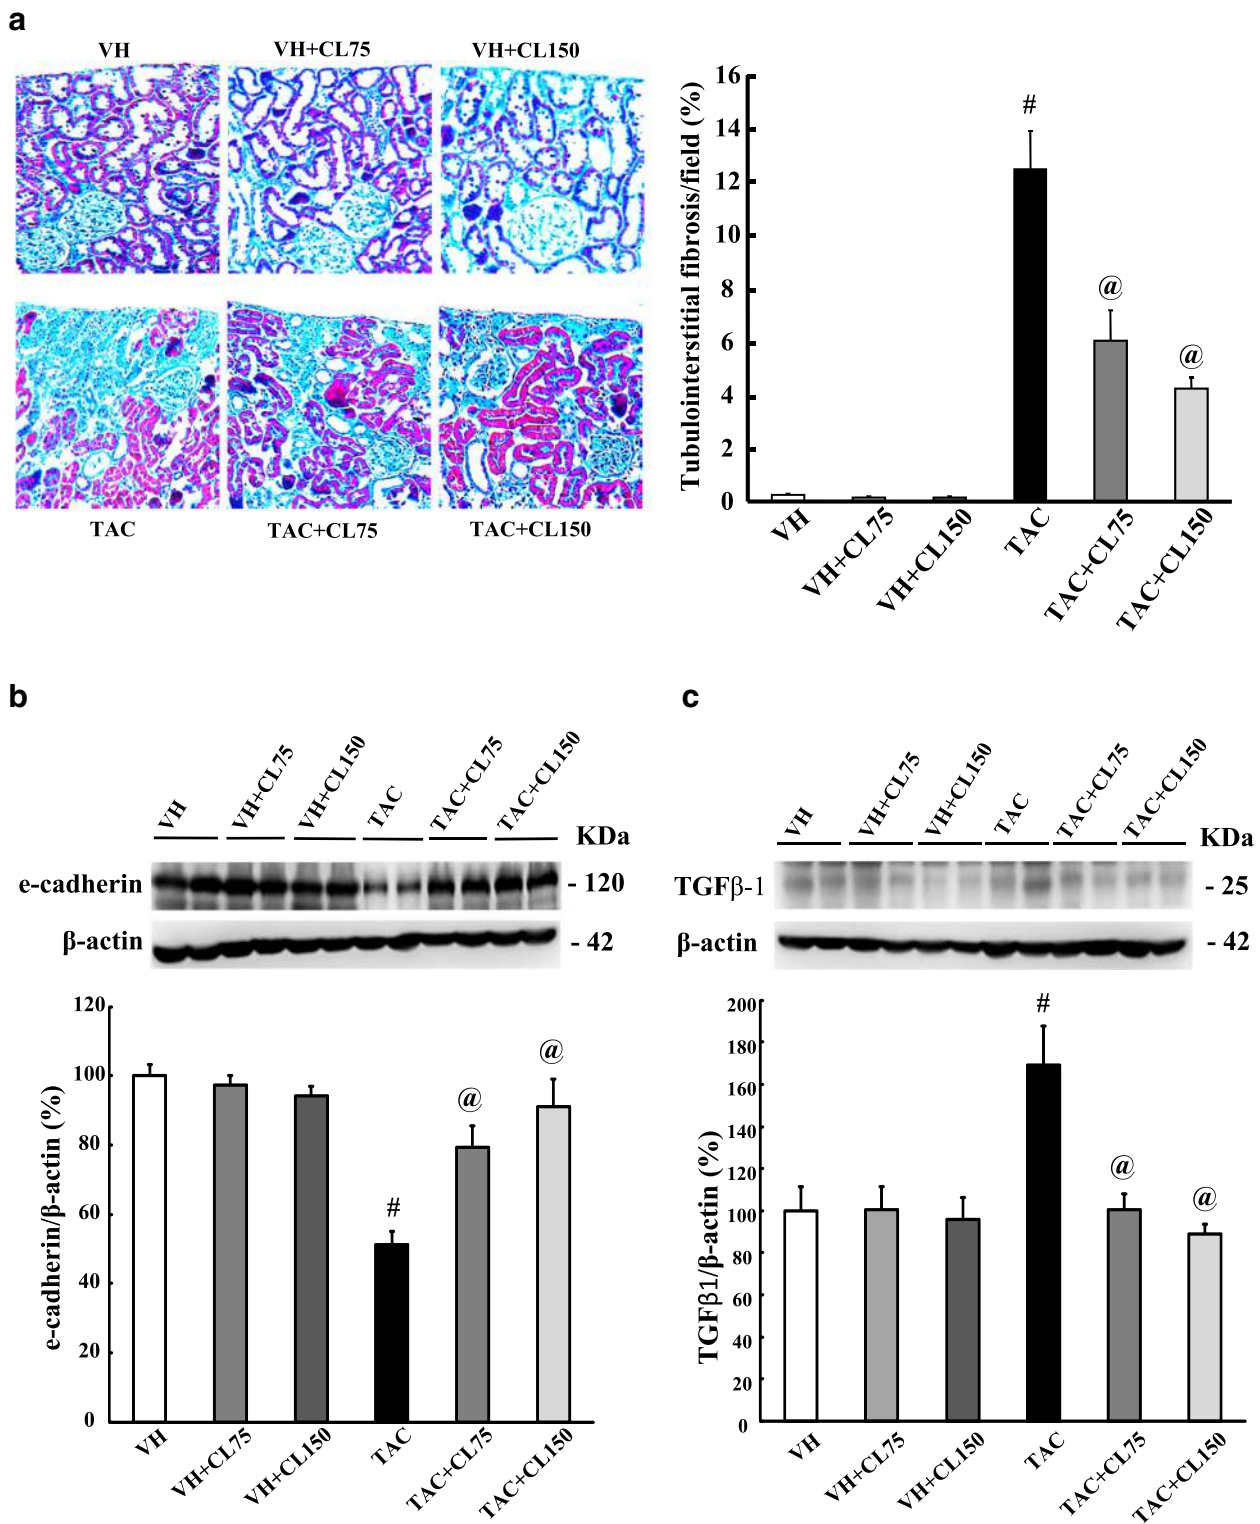 a
VH
VH+CL75
VH+CL150
TAC
TAC+CL75
TAC+CL150
Tubulointerstitial fibrosis/field (%)
16
14
12
10
8
6
4
2
0
#
@
@
VH
VH+CL75
VH+CL150
TAC
TAC+CL75
TAC+CL150
b
VH
VH+CL75
VH+CL150
TAC
TAC+CL75
TAC+CL150
KDa
e-cadherin
- 120
β-actin
- 42
e-cadherin/β-actin (%)
120
100
80
60
40
20
0
#
@
@
VH
VH+CL75
VH+CL150
TAC
TAC+CL75
TAC+CL150
c
VH
VH+CL75
VH+CL150
TAC
TAC+CL75
TAC+CL150
KDa
TGFβ-1
- 25
β-actin
- 42
TGFβ1/β-actin (%)
200
180
160
140
120
100
80
60
40
20
0
#
@
@
VH
VH+CL75
VH+CL150
TAC
TAC+CL75
TAC+CL150